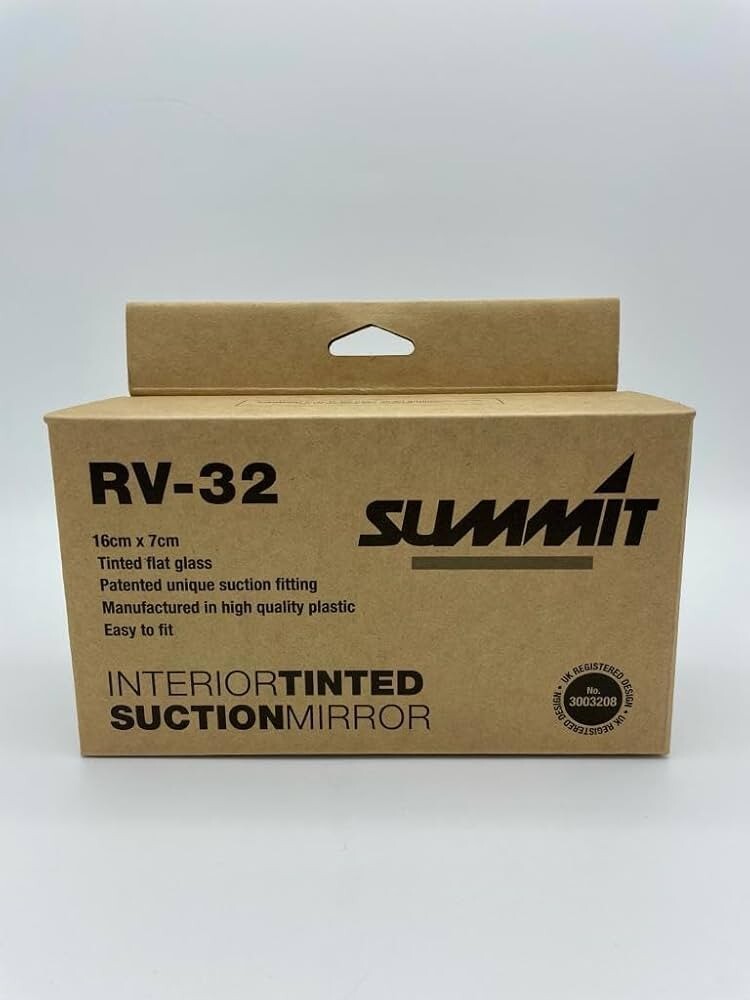 RV-32
SUMMIT
16cm x 7cm
Tinted flat glass
Patented unique suction fitting
Manufactured in high quality plastic
Easy to fit
INTERIORTINTED
SUCTIONMIRROR
UK REGISTERED DESIGN • UK REGISTERED DESIGN •
No.
3003208